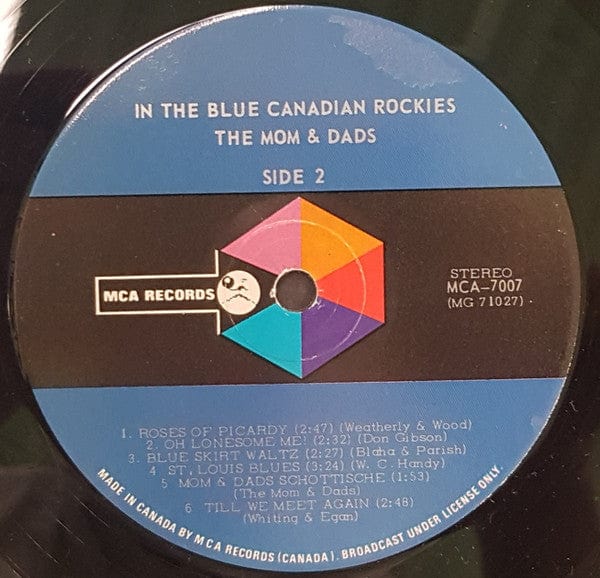 IN THE BLUE CANADIAN ROCKIES
THE MOM & DADS
SIDE 2
MCA RECORDS
STEREO
MCA-7007
(MG 71027)
1. ROSES OF PICARDY (2:47) (Weatherly & Wood)
2. OH LONESOME ME! (2:32) (Don Gibson)
3. BLUE SKIRT WALTZ (2:27) (Blaha & Parish)
4 ST. LOUIS BLUES (3:24) (W. C. Handy)
5 MOM & DADS SCHOTTISCHE (1:53)
(The Mom & Dads)
6 TILL WE MEET AGAIN (2:48)
(Whiting & Egan)
MADE IN CANADA BY M C A RECORDS (CANADA). BROADCAST UNDER LICENSE ONLY.